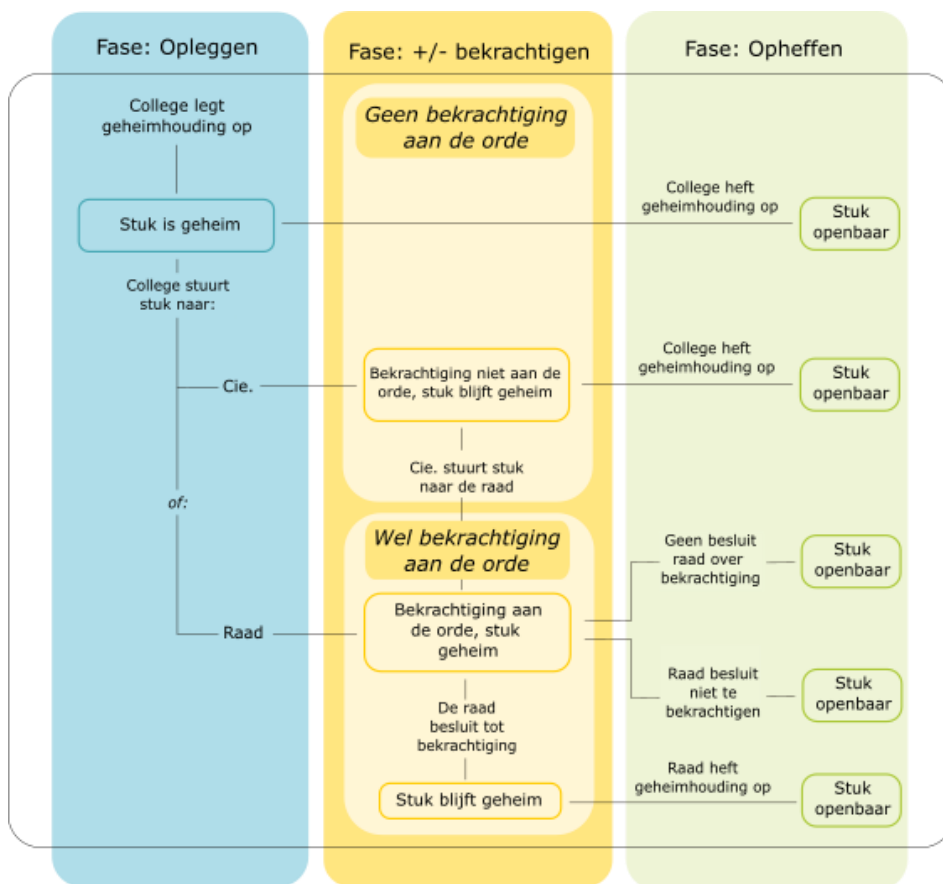 Fase: Opleggen
Fase: +/- bekrachtigen
Fase: Opheffen
College legt
geheimhouding op
Geen bekrachtiging
aan de orde
Stuk is geheim
College heft
geheimhouding op
Stuk
openbaar
College stuurt
stuk naar:
Cie.
Bekrachtiging niet aan de
orde, stuk blijft geheim
College heft
geheimhouding op
Stuk
openbaar
Cie. stuurt stuk
naar de raad
of:
Wel bekrachtiging
aan de orde
Geen besluit
raad over
bekrachtiging
Stuk
openbaar
Raad
Bekrachtiging aan
de orde, stuk
geheim
Raad besluit
niet te
bekrachtigen
Stuk
openbaar
De raad
besluit tot
bekrachtiging
Stuk blijft geheim
Raad heft
geheimhouding op
Stuk
openbaar